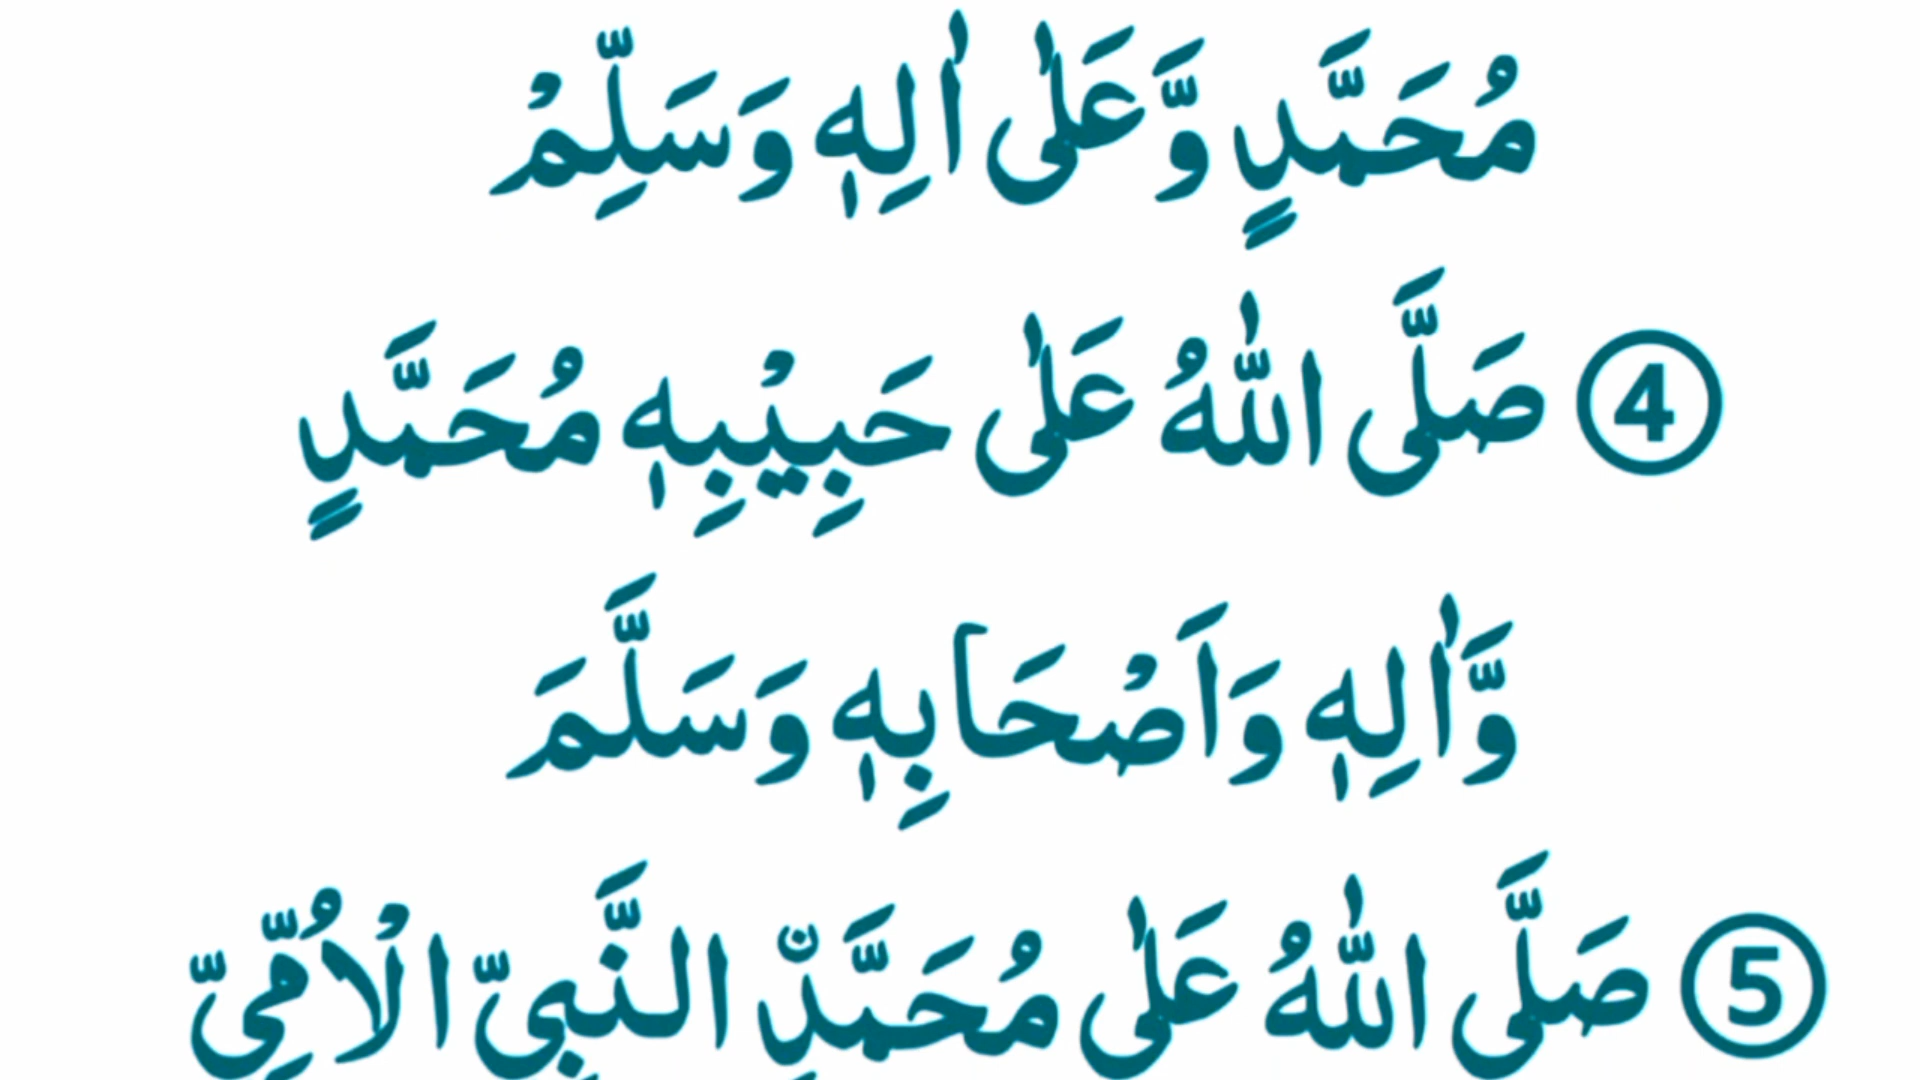 مُحَمَّدٍ وَّعَلٰى اٰلِهٖ وَسَلِّمْ
④ صَلَّى اللّٰهُ عَلٰى حَبِيْبِهٖ مُحَمَّدٍ
وَّاٰلِهٖ وَاَصْحَابِهٖ وَسَلَّمَ
⑤ صَلَّى اللّٰهُ عَلٰى مُحَمَّدِ ۨ النَّبِيِّ الْاُمِّيِّ